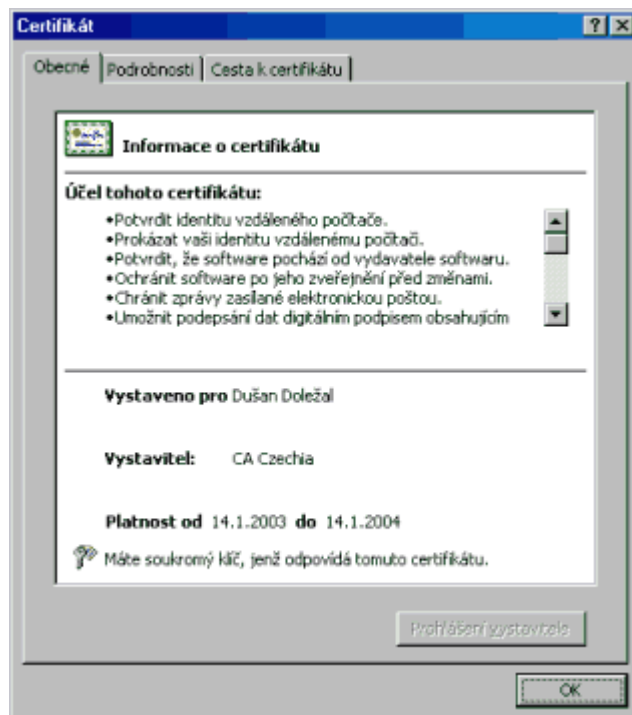 Certifikát
Obecné Podrobnosti Cesta k certifikátu
Informace o certifikátu
Účel tohoto certifikátu:
•Potvrdit identitu vzdáleného počítače.
•Prokázat vaši identitu vzdálenému počítači.
•Potvrdit, že software pochází od vydavatele softwaru.
•Ochránit software po jeho zveřejnění před změnami.
•Chránit zprávy zasílané elektronickou poštou.
•Umožnit podepsání dat digitálním podpisem obsahujícím
Vystaveno pro Dušan Doležal
Vystavitel: CA Czechia
Platnost od 14.1.2003 do 14.1.2004
Máte soukromý klíč, jenž odpovídá tomuto certifikátu.
Prohlášení vystavitele
OK